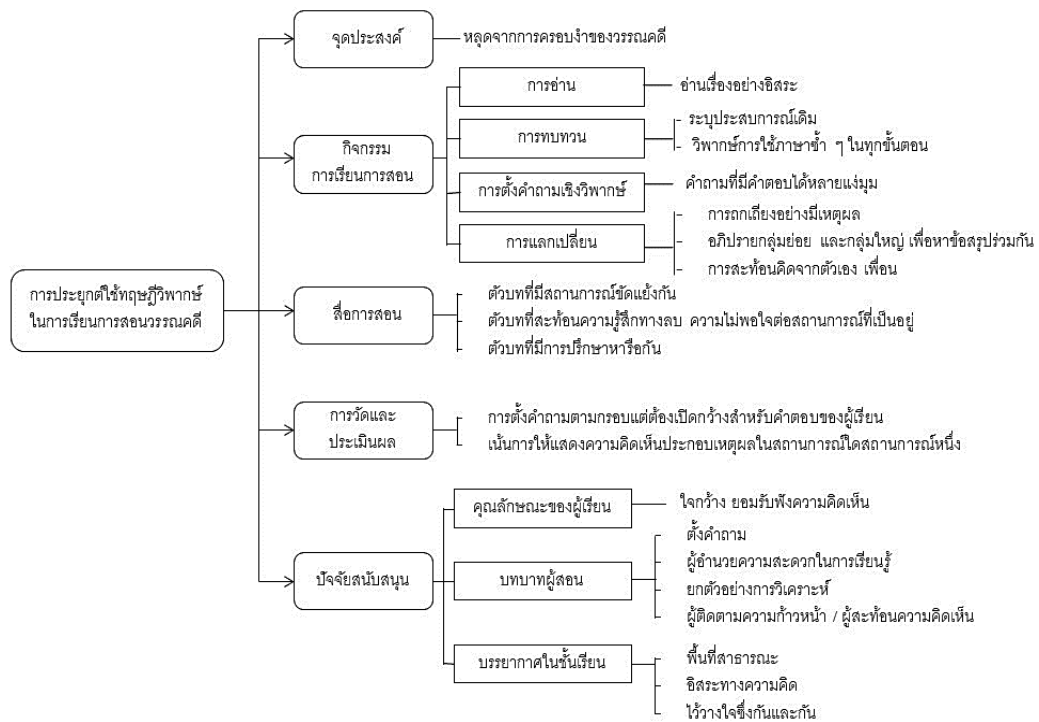 จุดประสงค์
หลุดจากการครอบงำของวรรณคดี
กิจกรรม
การเรียนการสอน
การอ่าน
อ่านเรื่องอย่างอิสระ
การทบทวน
- ระบุประสบการณ์เดิม
- วิพากษ์การใช้ภาษาซ้ำ ๆ ในทุกขั้นตอน
การตั้งคำถามเชิงวิพากษ์
คำถามที่มีคำตอบได้หลายแง่มุม
การแลกเปลี่ยน
- การถกเถียงอย่างมีเหตุผล
- อภิปรายกลุ่มย่อย และกลุ่มใหญ่ เพื่อหาข้อสรุปร่วมกัน
- การสะท้อนคิดจากตัวเอง เพื่อน
การประยุกต์ใช้ทฤษฎีวิพากษ์
ในการเรียนการสอนวรรณคดี
สื่อการสอน
- ตัวบทที่มีสถานการณ์ขัดแย้งกัน
- ตัวบทที่สะท้อนความรู้สึกทางลบ ความไม่พอใจต่อสถานการณ์ที่เป็นอยู่
- ตัวบทที่มีการปรึกษาหารือกัน
การวัดและ
ประเมินผล
- การตั้งคำถามตามกรอบแต่ต้องเปิดกว้างสำหรับคำตอบของผู้เรียน
- เน้นการให้แสดงความคิดเห็นประกอบเหตุผลในสถานการณ์ใดสถานการณ์หนึ่ง
ปัจจัยสนับสนุน
คุณลักษณะของผู้เรียน
ใจกว้าง ยอมรับฟังความคิดเห็น
บทบาทผู้สอน
- ตั้งคำถาม
- ผู้อำนวยความสะดวกในการเรียนรู้
- ยกตัวอย่างการวิเคราะห์
- ผู้ติดตามความก้าวหน้า / ผู้สะท้อนความคิดเห็น
บรรยากาศในชั้นเรียน
- พื้นที่สาธารณะ
- อิสระทางความคิด
- ไว้วางใจซึ่งกันและกัน